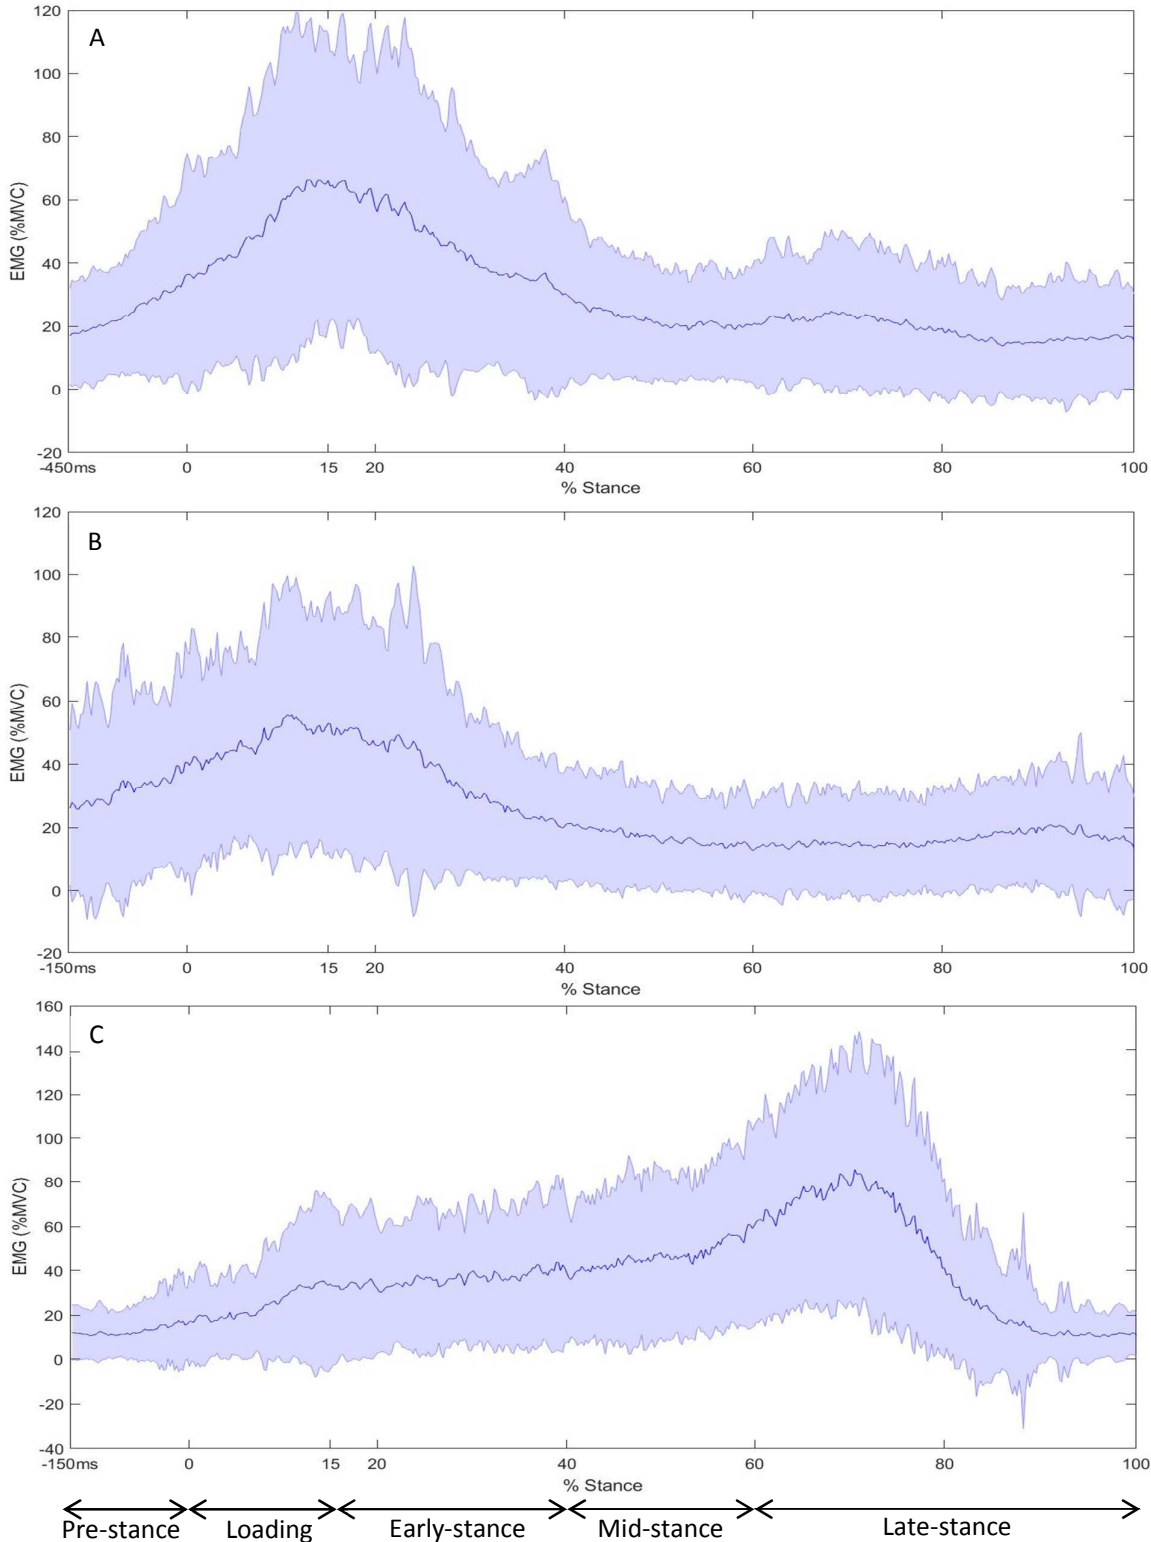 A
120
100
80
60
40
20
0
-20
EMG (%MVC)
-450ms 0 15 20 40 60 80 100
% Stance
B
120
100
80
60
40
20
0
-20
EMG (%MVC)
-150ms 0 15 20 40 60 80 100
% Stance
C
160
140
120
100
80
60
40
20
0
-20
-40
EMG (%MVC)
-150ms 0 15 20 40 60 80 100
% Stance
Pre-stance Loading Early-stance Mid-stance Late-stance